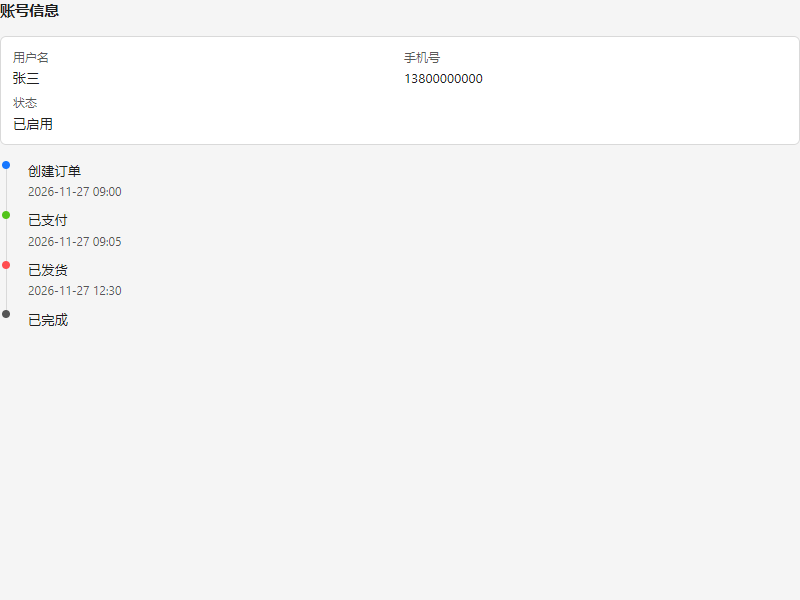 账号信息
用户名
手机号
张三
13800000000
状态
已启用
创建订单
2026-11-27 09:00
已支付
2026-11-27 09:05
已发货
2026-11-27 12:30
已完成